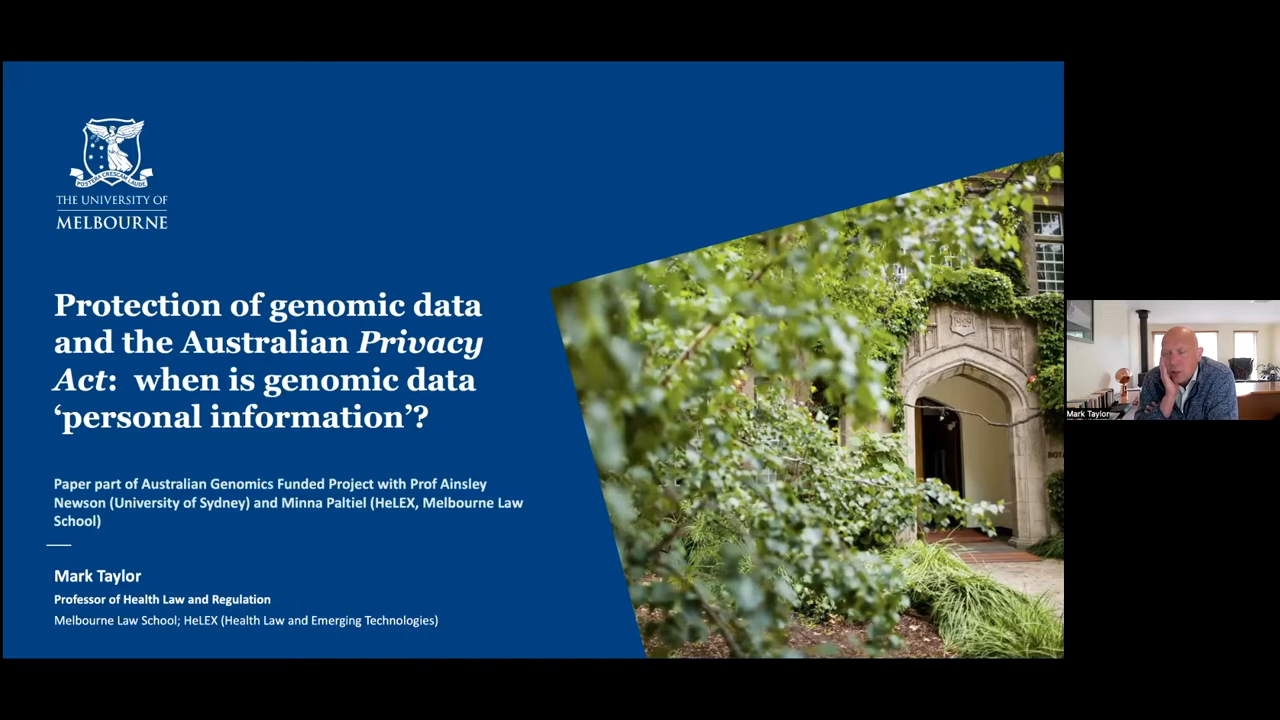 POSTERA CRESCAM LAUDE
THE UNIVERSITY OF
MELBOURNE
Protection of genomic data
and the Australian Privacy
Act:  when is genomic data
‘personal information’?
Paper part of Australian Genomics Funded Project with Prof Ainsley
Newson (University of Sydney) and Minna Paltiel (HeLEX, Melbourne Law
School)
Mark Taylor
Professor of Health Law and Regulation
Melbourne Law School; HeLEX (Health Law and Emerging Technologies)
Mark Taylor